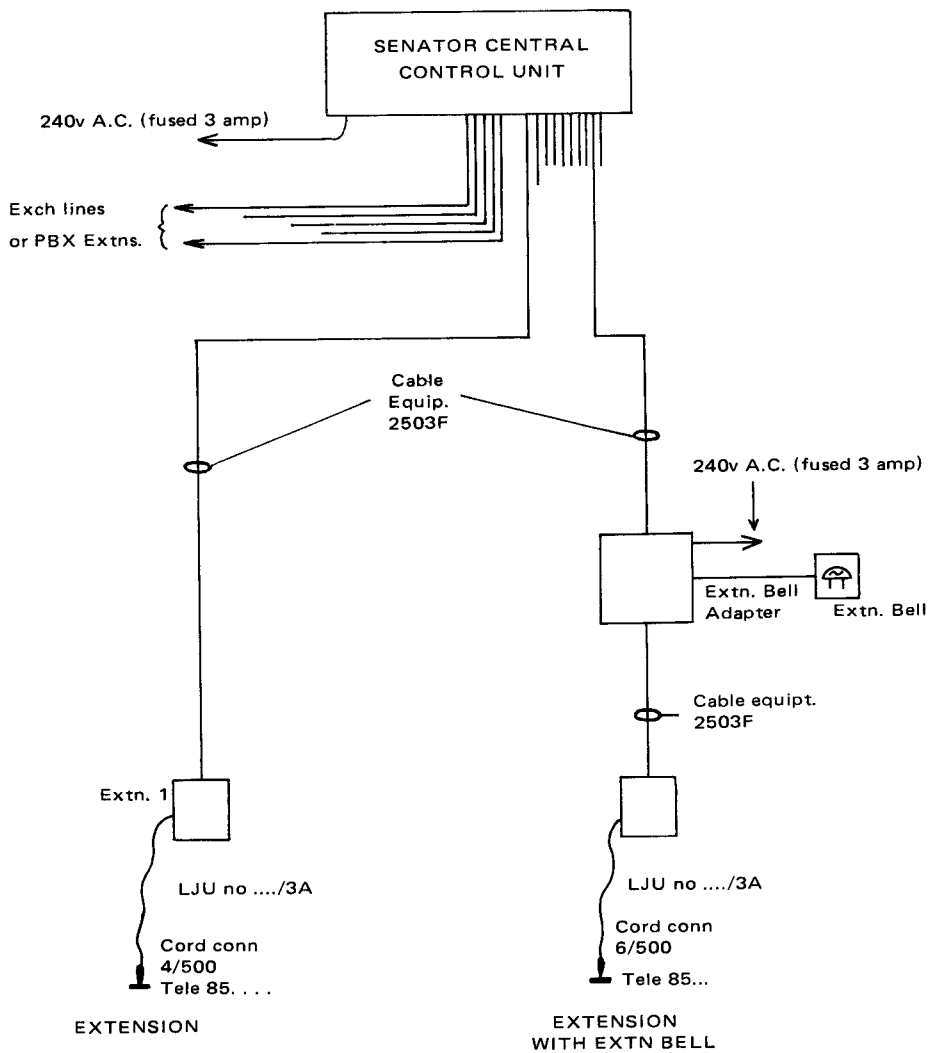 SENATOR CENTRAL
CONTROL UNIT
240v A.C. (fused 3 amp)
Exch lines
or PBX Extns.
Cable
Equip.
2503F
240v A.C. (fused 3 amp)
Extn. Bell
Adapter
Extn. Bell
Cable equipt.
2503F
Extn. 1
LJU no ..../3A
Cord conn
4/500
Tele 85. . . .
EXTENSION
LJU no ..../3A
Cord conn
6/500
Tele 85...
EXTENSION
WITH EXTN BELL